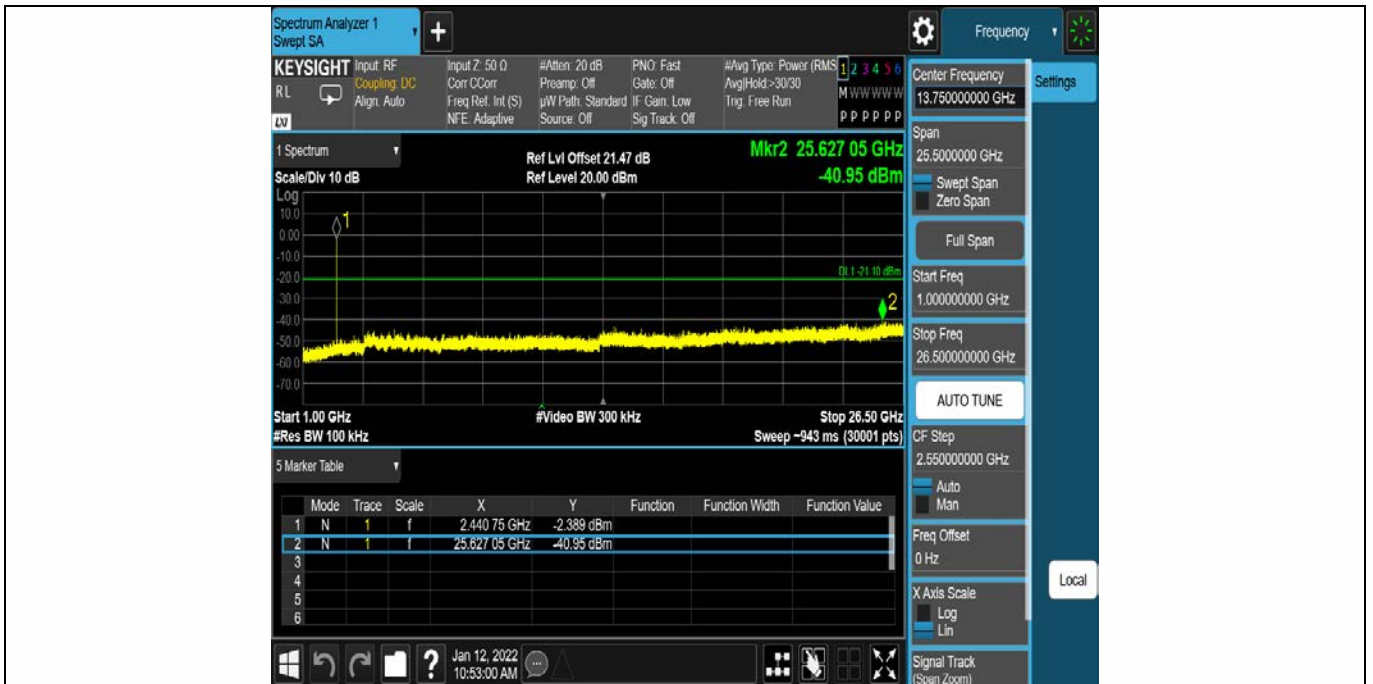 Spectrum Analyzer 1
Swept SA
+
Frequency
KEYSIGHT
RL
LXI
Input: RF
Coupling: DC
Align: Auto
Input Z: 50 Ω
Corr CCorr
Freq Ref: Int (S)
NFE: Adaptive
#Atten: 20 dB
Preamp: Off
µW Path: Standard
Source: Off
PNO: Fast
Gate: Off
IF Gain: Low
Sig Track: Off
#Avg Type: Power (RMS
Avg|Hold:>30/30
Trig: Free Run
1 2 3 4 5 6
M W W W W W
P P P P P P
1 Spectrum
Scale/Div 10 dB
Ref Lvl Offset 21.47 dB
Ref Level 20.00 dBm
Mkr2 25.627 05 GHz
-40.95 dBm
Log
10.0
0.00
-10.0
-20.0
-30.0
-40.0
-50.0
-60.0
-70.0
1
DL1 -21.10 dBm
2
Start 1.00 GHz
#Res BW 100 kHz
#Video BW 300 kHz
Stop 26.50 GHz
Sweep ~943 ms (30001 pts)
5 Marker Table
Mode Trace Scale X Y Function Function Width Function Value
1 N 1 f 2.440 75 GHz -2.389 dBm
2 N 1 f 25.627 05 GHz -40.95 dBm
3
4
5
6
?
Jan 12, 2022
10:53:00 AM
Center Frequency
13.750000000 GHz
Settings
Span
25.5000000 GHz
Swept Span
Zero Span
Full Span
Start Freq
1.000000000 GHz
Stop Freq
26.500000000 GHz
AUTO TUNE
CF Step
2.550000000 GHz
Auto
Man
Freq Offset
0 Hz
X Axis Scale
Log
Lin
Signal Track
(Span Zoom)
Local